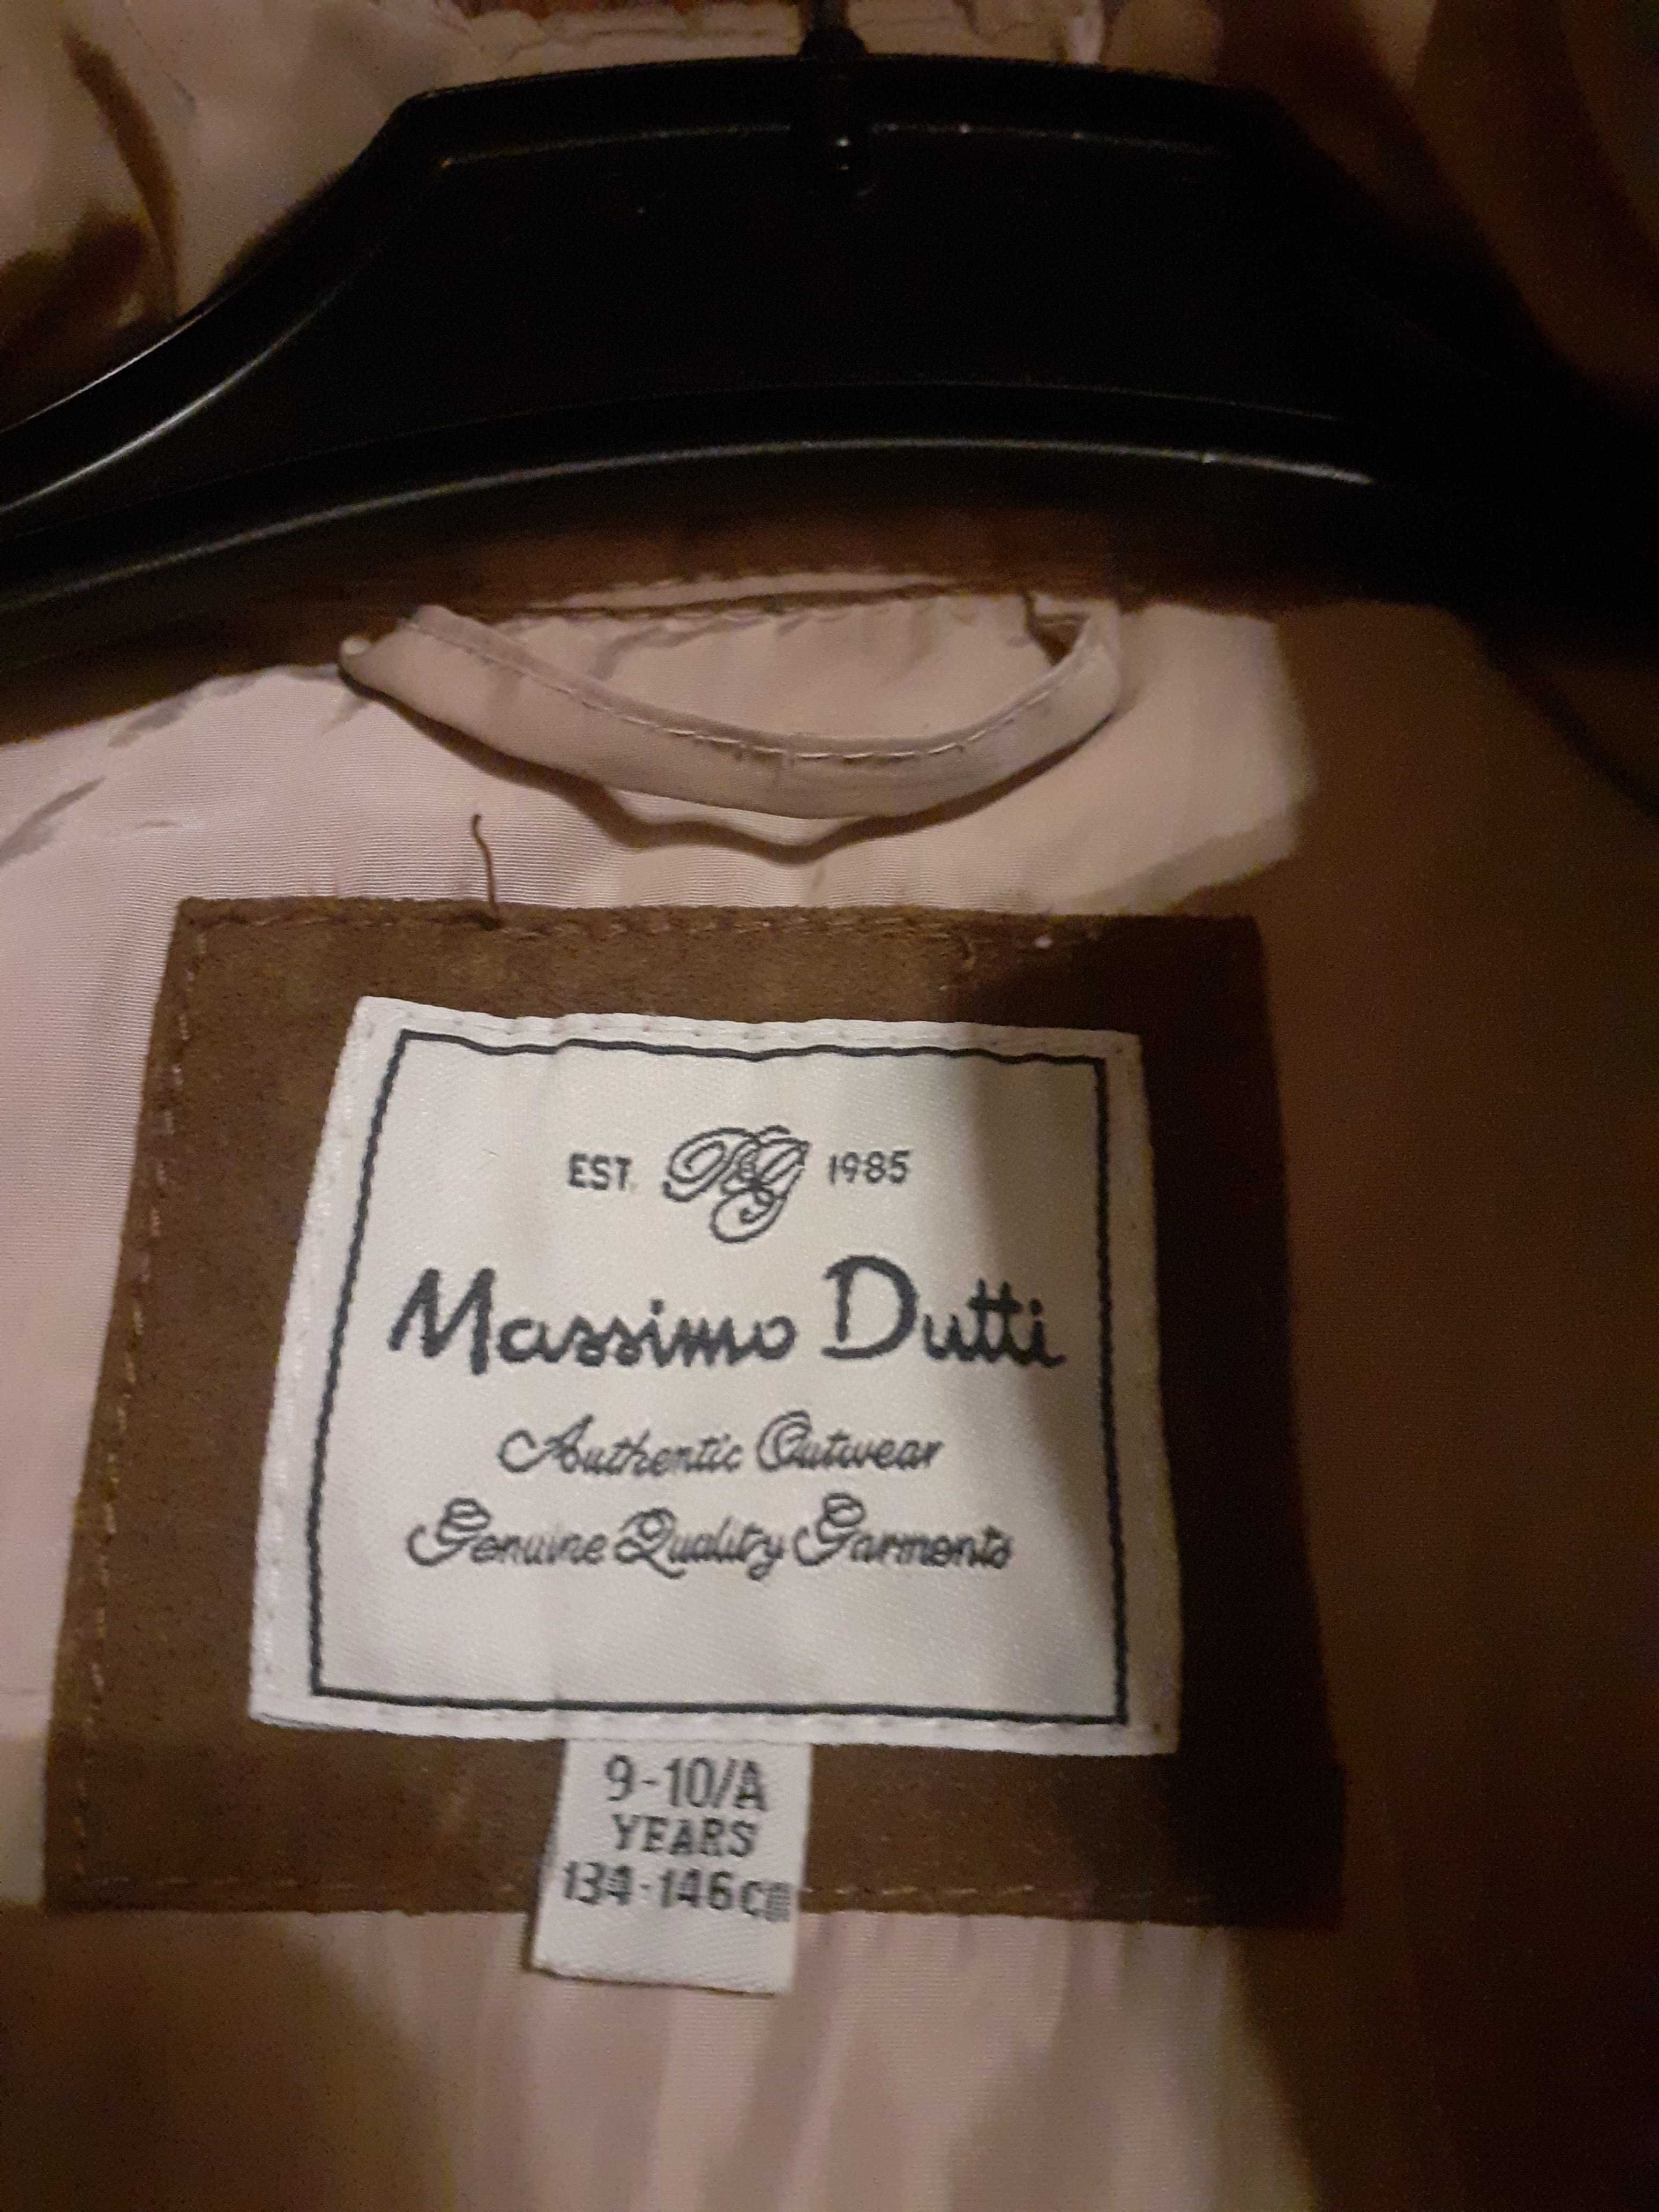 EST. 1985
Massimo Dutti
Authentic Outwear
Genuine Quality Garments
9-10/A
YEARS
134-146cm